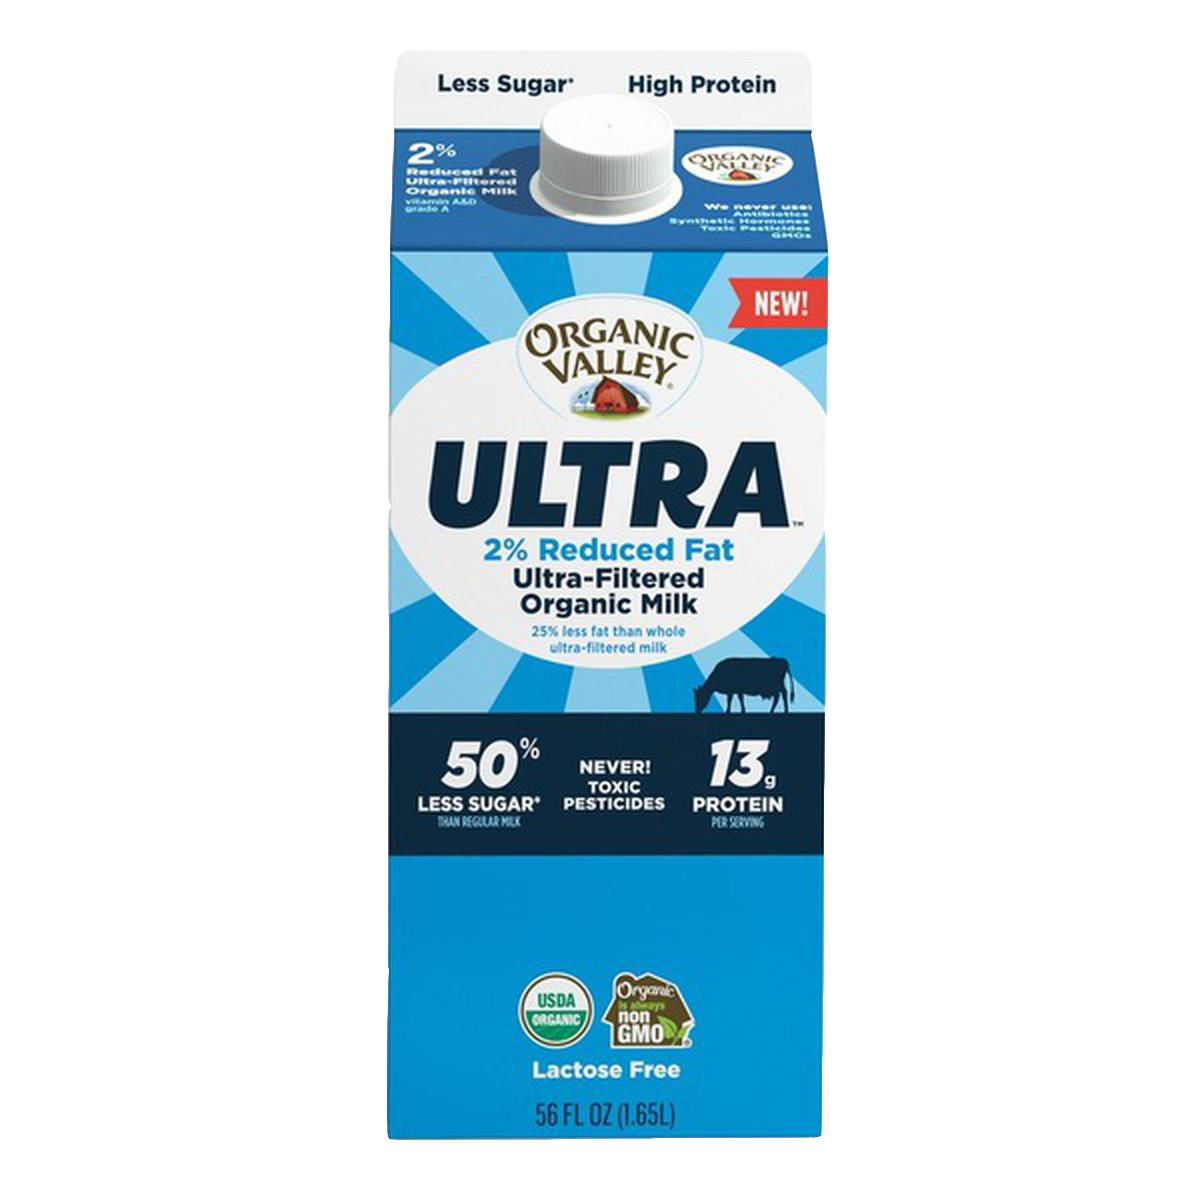 Less Sugar* High Protein
2%
Reduced Fat
Ultra-Filtered
Organic Milk
vitamin A&D
grade A
ORGANIC
VALLEY
We never use:
Antibiotics
Synthetic Hormones
Toxic Pesticides
GMOs
NEW!
ORGANIC
VALLEY®
ULTRA™
2% Reduced Fat
Ultra-Filtered
Organic Milk
25% less fat than whole
ultra-filtered milk
50%
LESS SUGAR*
THAN REGULAR MILK
NEVER!
TOXIC
PESTICIDES
13g
PROTEIN
PER SERVING
USDA
ORGANIC
Organic
is always
non
GMO®
Lactose Free
56 FL OZ (1.65L)